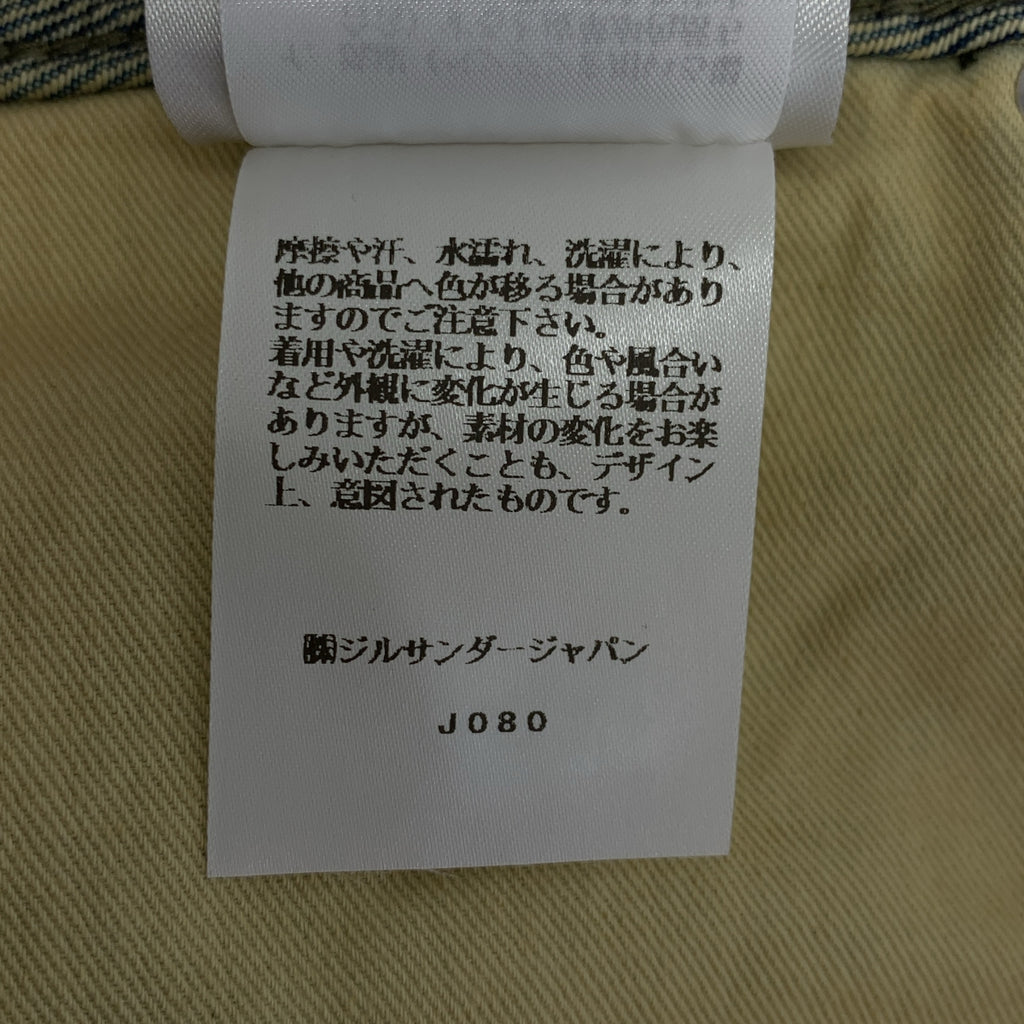 摩擦や汗、水濡れ、洗濯により、
他の商品へ色が移る場合があり
ますのでご注意下さい。
着用や洗濯により、色や風合い
など外観に変化が生じる場合が
ありますが、素材の変化をお楽
しみいただくことも、デザイン
上、意図されたものです。
㈱ジルサンダージャパン
J080